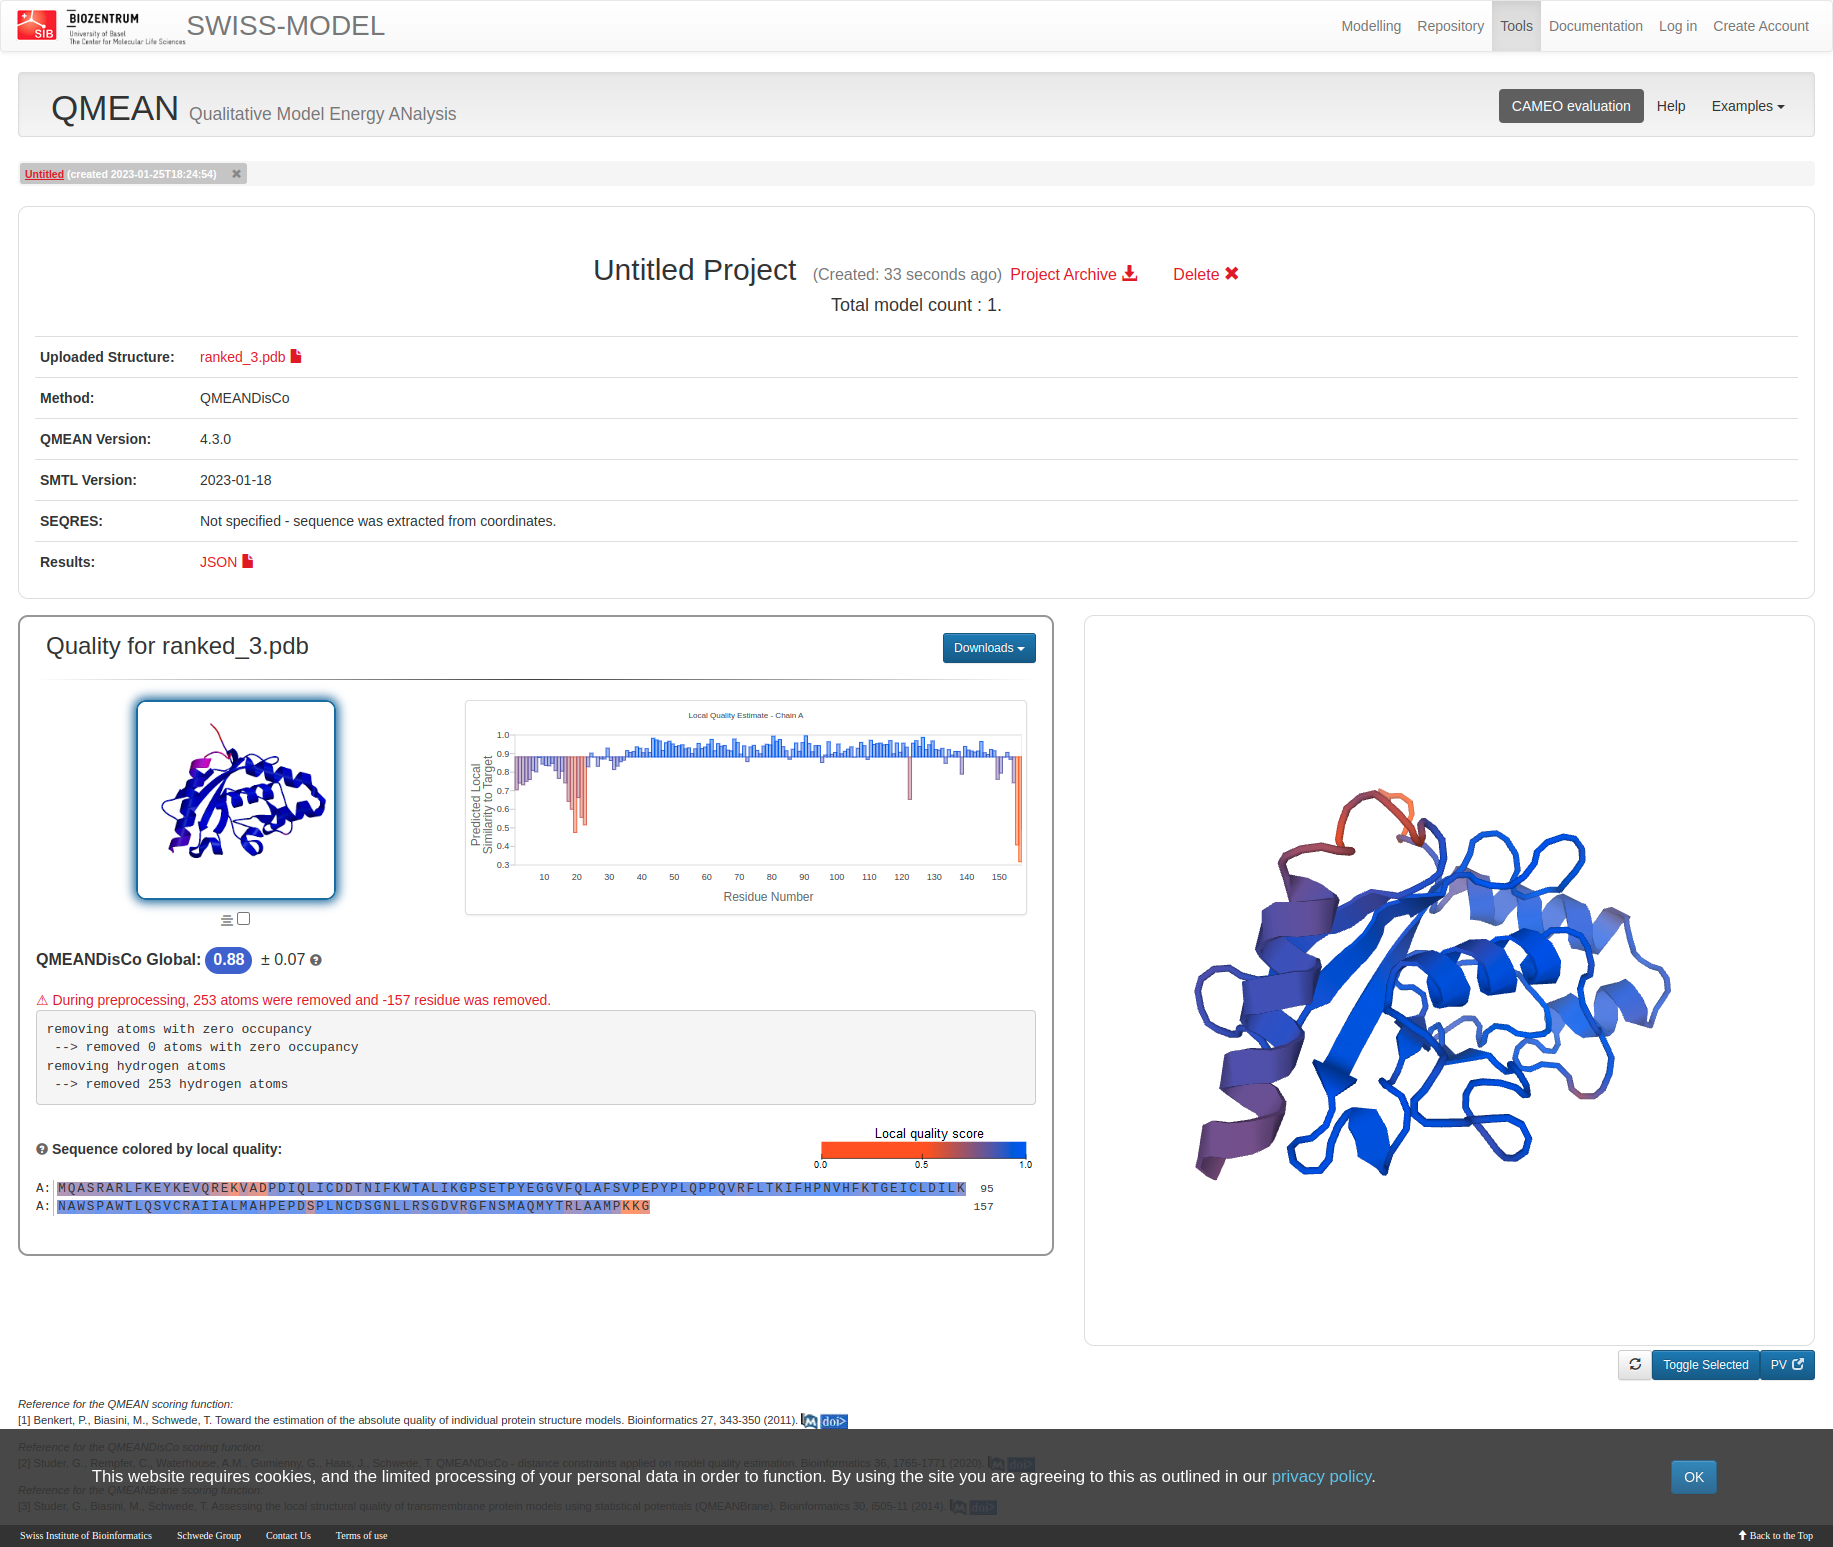 SIB
BIOZENTRUM
University of Basel
The Center for Molecular Life Sciences
SWISS-MODEL
Modelling
Repository
Tools
Documentation
Log in
Create Account
QMEAN Qualitative Model Energy ANalysis
CAMEO evaluation
Help
Examples
Untitled (created 2023-01-25T18:24:54)
Untitled Project (Created: 33 seconds ago) Project Archive Delete
Total model count : 1.
Uploaded Structure: ranked_3.pdb
Method: QMEANDisCo
QMEAN Version: 4.3.0
SMTL Version: 2023-01-18
SEQRES: Not specified - sequence was extracted from coordinates.
Results: JSON
Quality for ranked_3.pdb
Downloads
Local Quality Estimate - Chain A
Predicted Local
Similarity to Target
1.0
0.9
0.8
0.7
0.6
0.5
0.4
0.3
10 20 30 40 50 60 70 80 90 100 110 120 130 140 150
Residue Number
QMEANDisCo Global: 0.88 ± 0.07
⚠ During preprocessing, 253 atoms were removed and -157 residue was removed.
removing atoms with zero occupancy
--> removed 0 atoms with zero occupancy
removing hydrogen atoms
--> removed 253 hydrogen atoms
Sequence colored by local quality:
Local quality score
0.0 0.5 1.0
A: MQASRARLFKEYKEVQREKVADPDIQLICDDTNIFKWTALIKGPSETPYEGGVFQLAFSVPEPYPLQPPQVRFLTKIFHPNVHFKTGEICLDILK 95
A: NAWSPAWTLQSVCRAIIALMAHPEPDSPLNCDSGNLLRSGDVRGFNSMAQMYTRLAAMPKKG 157
Toggle Selected
PV
Reference for the QMEAN scoring function:
[1] Benkert, P., Biasini, M., Schwede, T. Toward the estimation of the absolute quality of individual protein structure models. Bioinformatics 27, 343-350 (2011). doi>
Reference for the QMEANDisCo scoring function:
[2] Studer, G., Rempfer, C., Waterhouse, A.M., Gumienny, G., Haas, J., Schwede, T. QMEANDisCo - distance constraints applied on model quality estimation. Bioinformatics 36, 1765-1771 (2020). doi>
This website requires cookies, and the limited processing of your personal data in order to function. By using the site you are agreeing to this as outlined in our privacy policy.
OK
Reference for the QMEANBrane scoring function:
[3] Studer, G., Biasini, M., Schwede, T. Assessing the local structural quality of transmembrane protein models using statistical potentials (QMEANBrane). Bioinformatics 30, i505-11 (2014). doi>
Swiss Institute of Bioinformatics
Schwede Group
Contact Us
Terms of use
Back to the Top